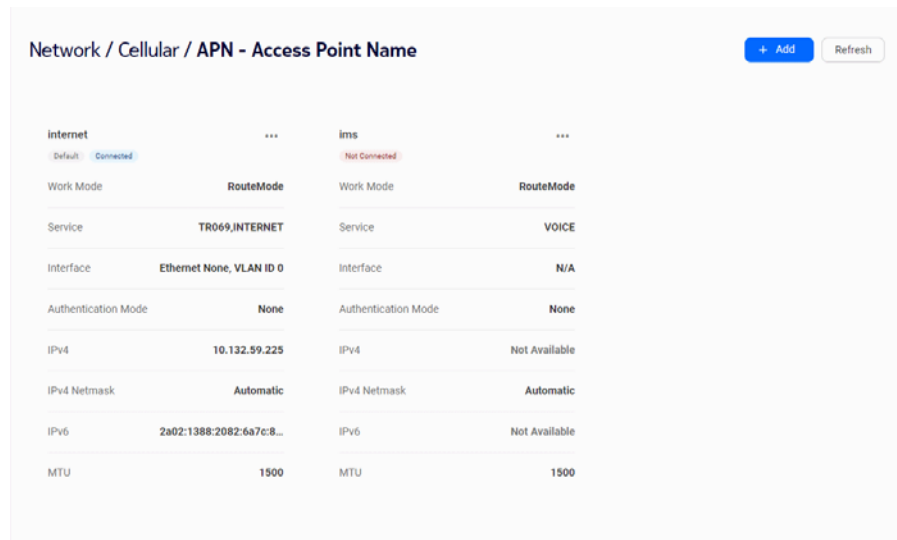 Network / Cellular / APN - Access Point Name
+ Add
Refresh
internet
•••
Default Connected
Work Mode RouteMode
Service TR069,INTERNET
Interface Ethernet None, VLAN ID 0
Authentication Mode None
IPv4 10.132.59.225
IPv4 Netmask Automatic
IPv6 2a02:1388:2082:6a7c:8...
MTU 1500
ims
•••
Not Connected
Work Mode RouteMode
Service VOICE
Interface N/A
Authentication Mode None
IPv4 Not Available
IPv4 Netmask Automatic
IPv6 Not Available
MTU 1500